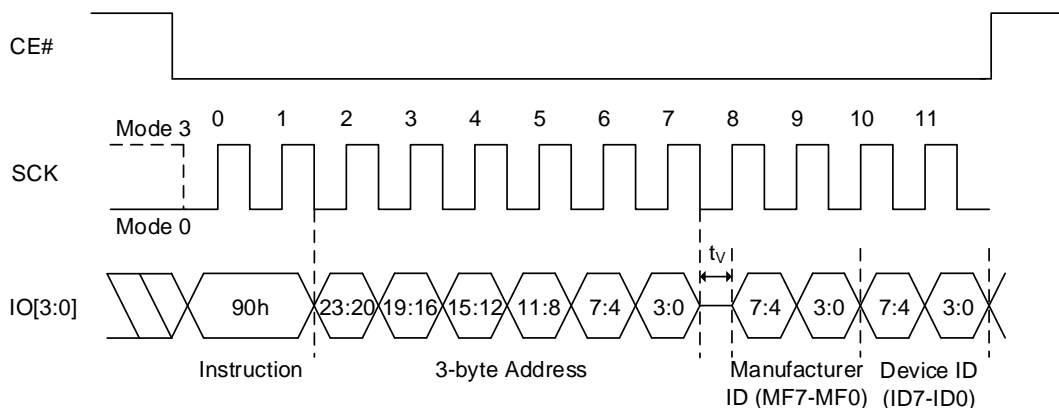 CE#
0 1 2 3 4 5 6 7 8 9 10 11
Mode 3
SCK
Mode 0
tV
IO[3:0] 90h 23:20 19:16 15:12 11:8 7:4 3:0 7:4 3:0 7:4 3:0
Instruction 3-byte Address Manufacturer Device ID
ID (MF7-MF0) (ID7-ID0)